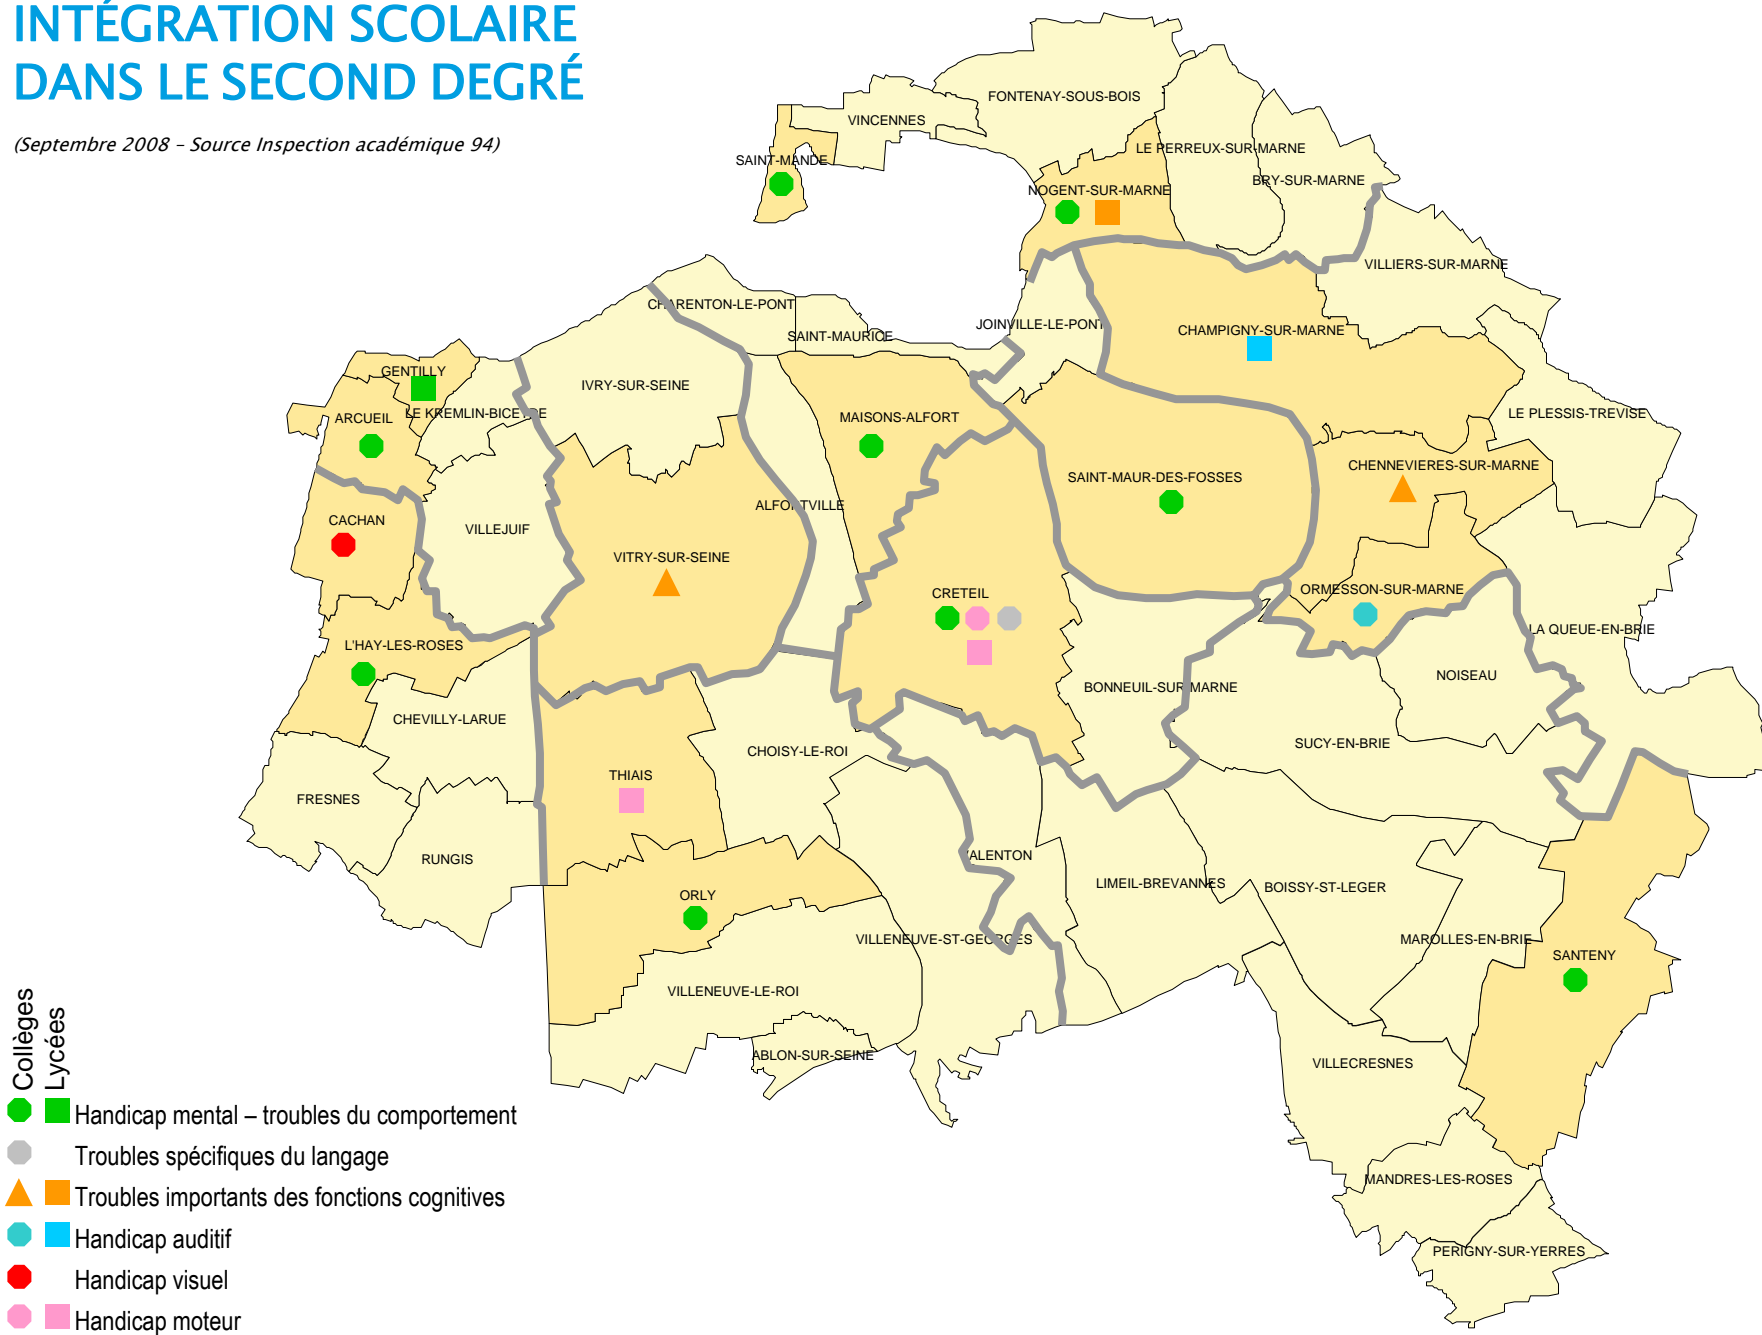 INTÉGRATION SCOLAIRE
DANS LE SECOND DEGRÉ
(Septembre 2008 – Source Inspection académique 94)
FONTENAY-SOUS-BOIS
VINCENNES
LE PERREUX-SUR-MARNE
SAINT-MANDE
BRY-SUR-MARNE
NOGENT-SUR-MARNE
VILLIERS-SUR-MARNE
CHARENTON-LE-PONT
JOINVILLE-LE-PONT
CHAMPIGNY-SUR-MARNE
SAINT-MAURICE
GENTILLY
IVRY-SUR-SEINE
LE KREMLIN-BICETRE
LE PLESSIS-TREVISE
ARCUEIL
MAISONS-ALFORT
CHENNEVIERES-SUR-MARNE
SAINT-MAUR-DES-FOSSES
ALFORTVILLE
CACHAN
VILLEJUIF
VITRY-SUR-SEINE
ORMESSON-SUR-MARNE
CRETEIL
LA QUEUE-EN-BRIE
L'HAY-LES-ROSES
NOISEAU
BONNEUIL-SUR MARNE
CHEVILLY-LARUE
SUCY-EN-BRIE
CHOISY-LE-ROI
THIAIS
FRESNES
VALENTON
RUNGIS
LIMEIL-BREVANNES
BOISSY-ST-LEGER
ORLY
VILLENEUVE-ST-GEORGES
MAROLLES-EN-BRIE
SANTENY
VILLENEUVE-LE-ROI
ABLON-SUR-SEINE
VILLECRESNES
MANDRES-LES-ROSES
PERIGNY-SUR-YERRES
Collèges
Lycées
Handicap mental – troubles du comportement
Troubles spécifiques du langage
Troubles importants des fonctions cognitives
Handicap auditif
Handicap visuel
Handicap moteur